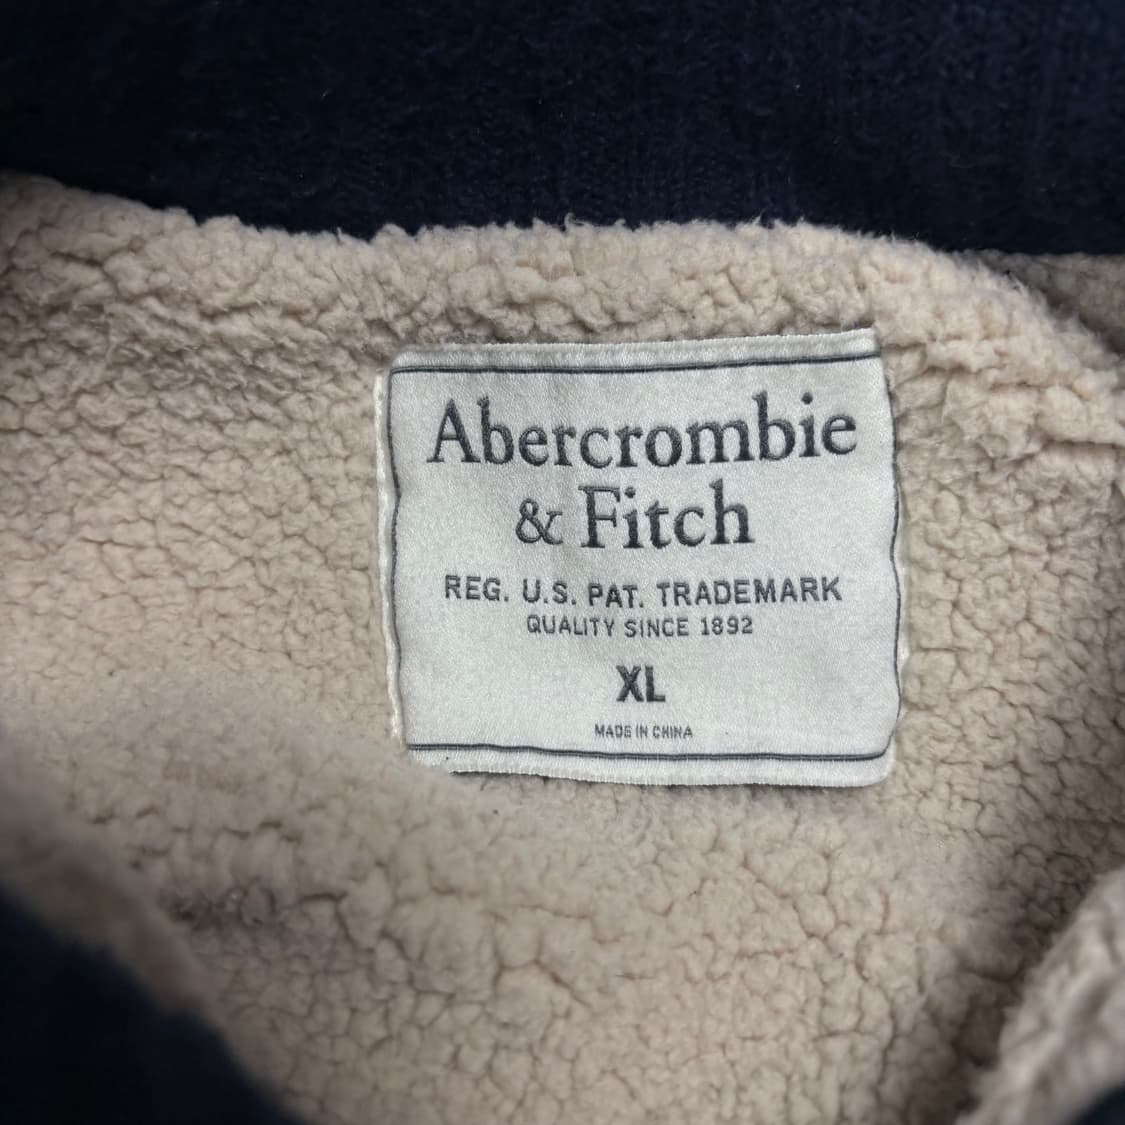 Abercrombie
& Fitch
REG. U.S. PAT. TRADEMARK
QUALITY SINCE 1892
XL
MADE IN CHINA